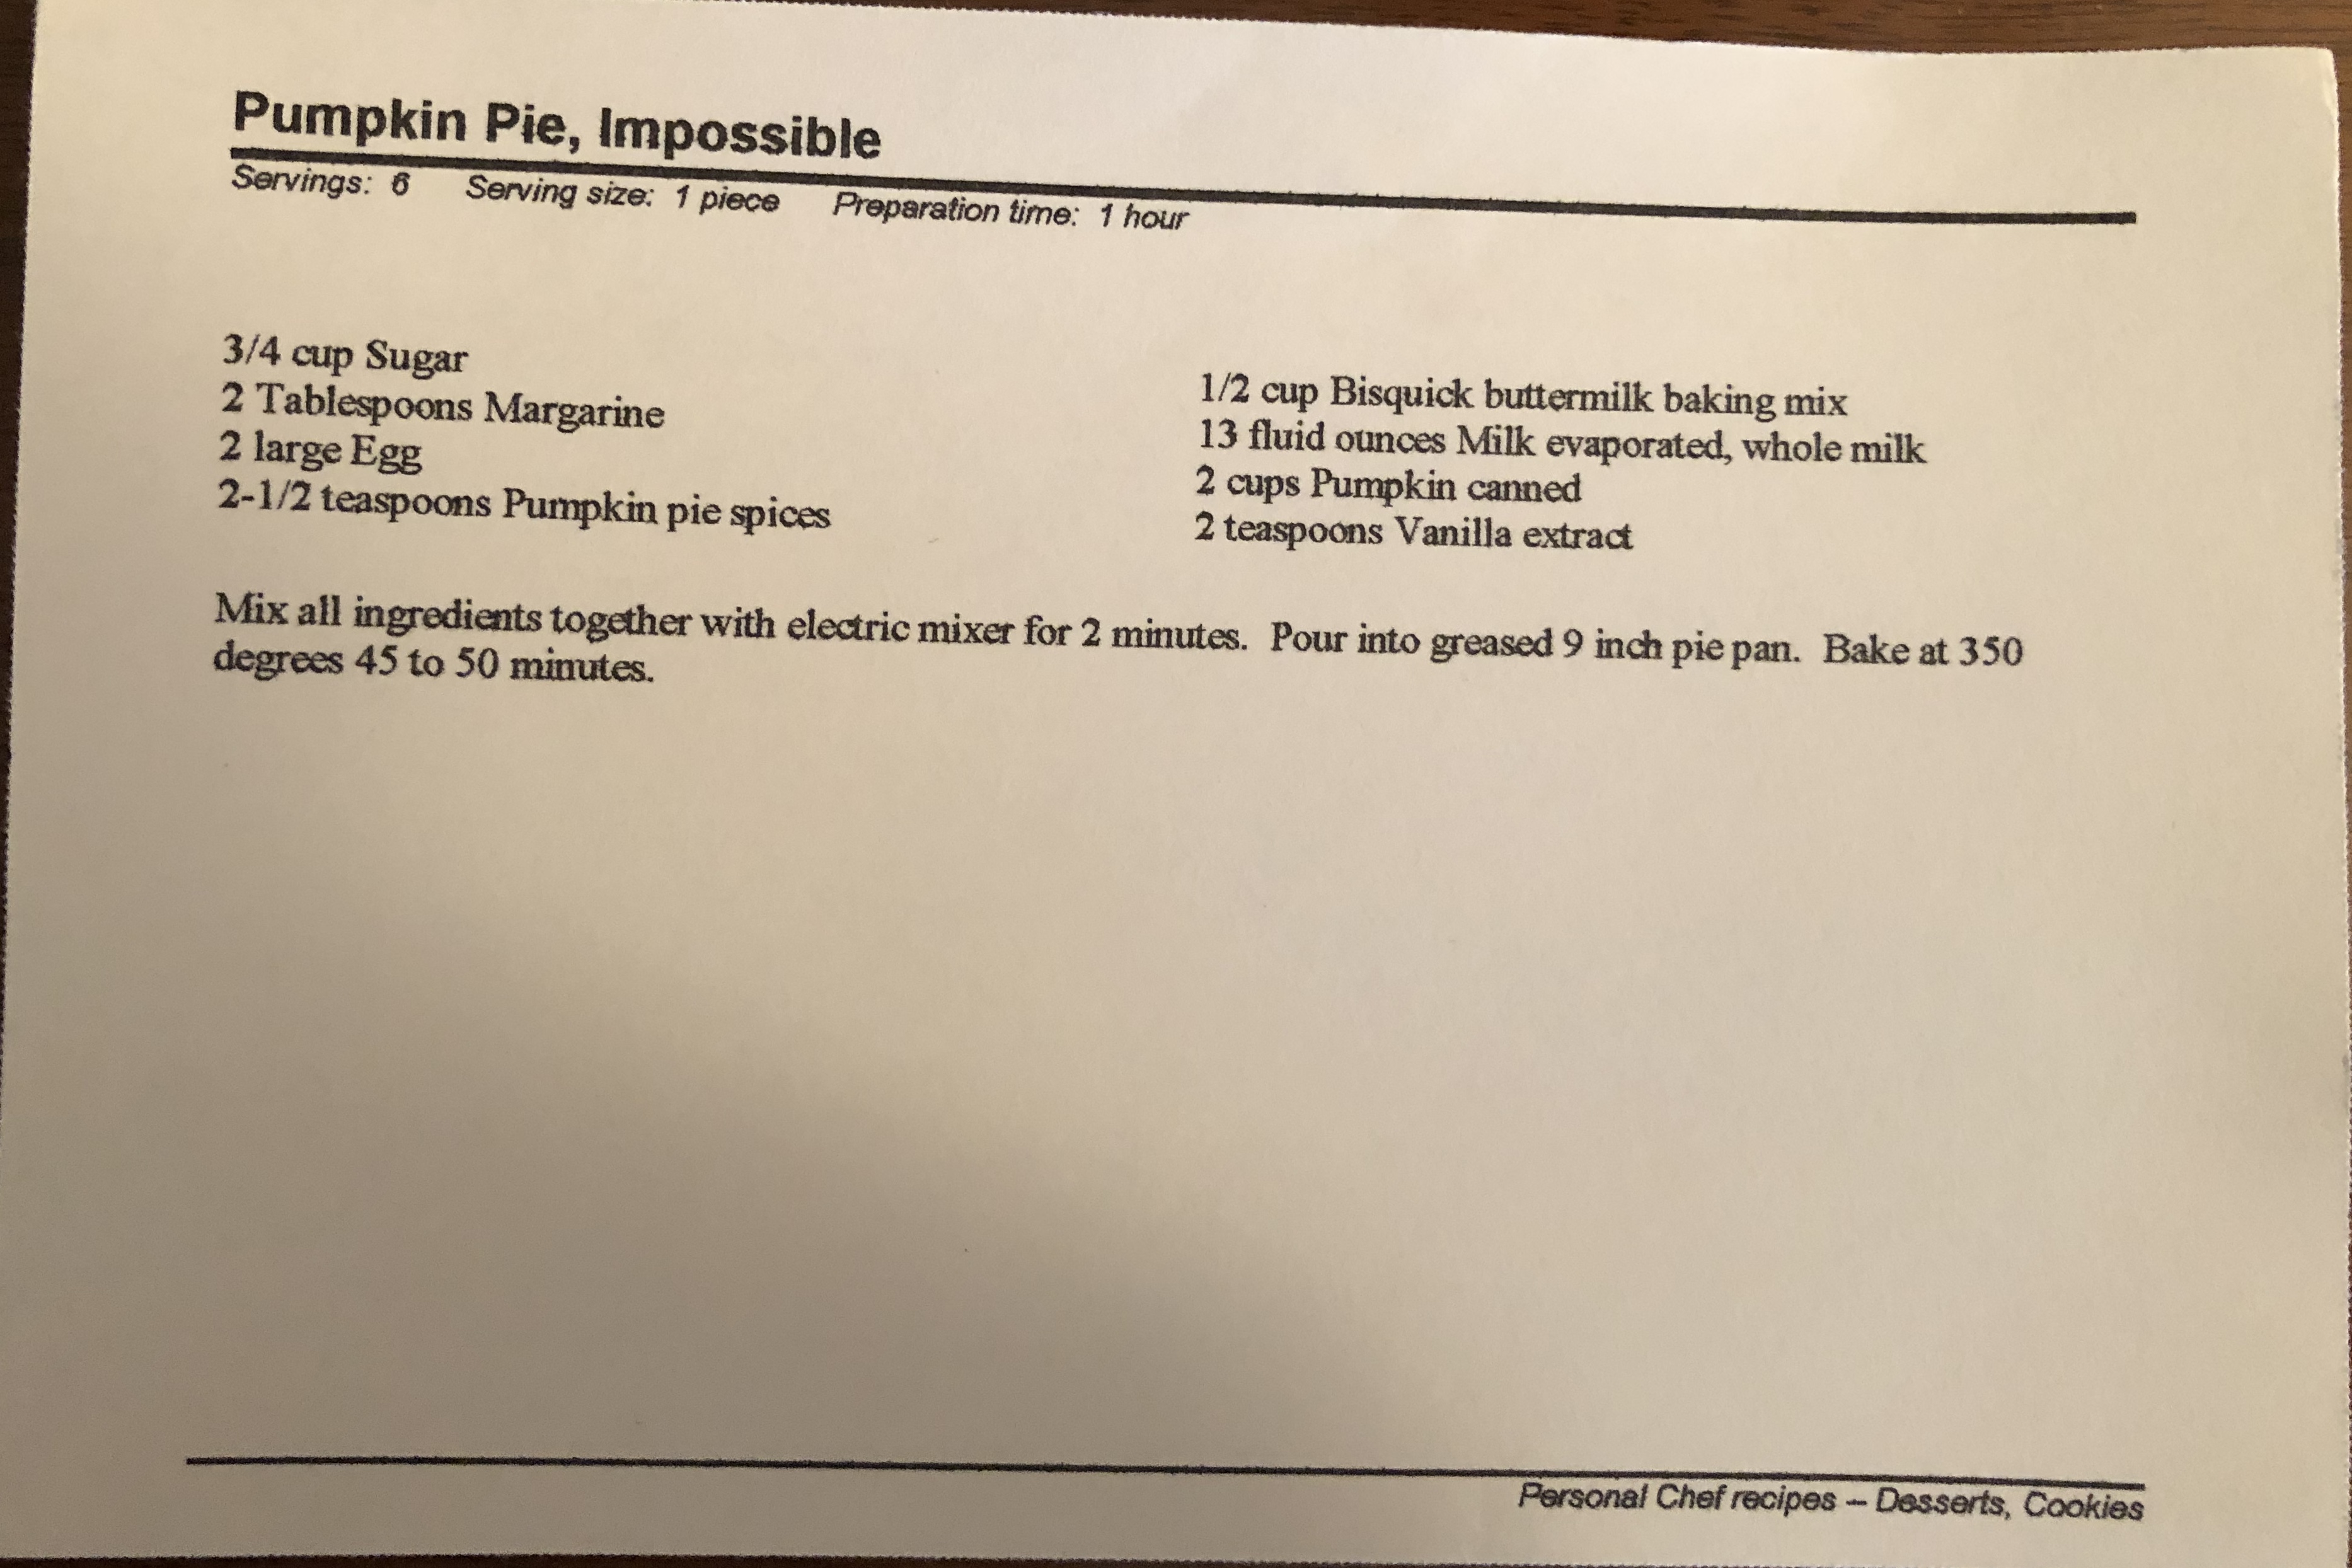 Pumpkin Pie, Impossible
Servings: 6 Serving size: 1 piece Preparation time: 1 hour
3/4 cup Sugar
2 Tablespoons Margarine
2 large Egg
2-1/2 teaspoons Pumpkin pie spices
1/2 cup Bisquick buttermilk baking mix
13 fluid ounces Milk evaporated, whole milk
2 cups Pumpkin canned
2 teaspoons Vanilla extract
Mix all ingredients together with electric mixer for 2 minutes. Pour into greased 9 inch pie pan. Bake at 350
degrees 45 to 50 minutes.
Personal Chef recipes – Desserts, Cookies